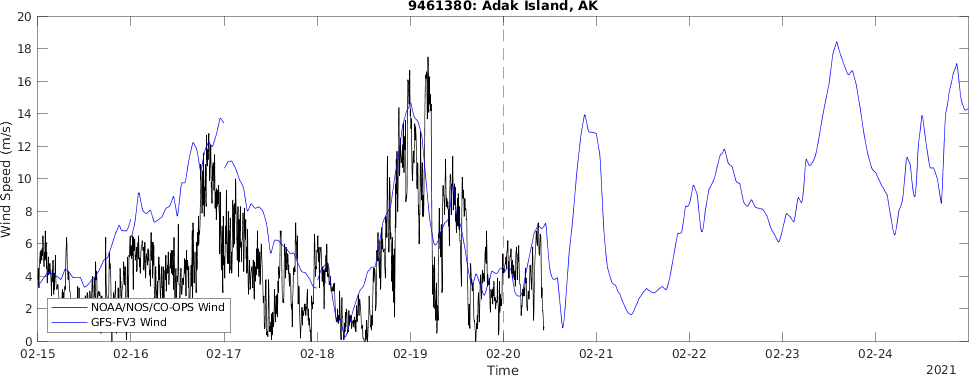 9461380: Adak Island, AK
20
18
16
14
12
10
8
6
4
2
0
Wind Speed (m/s)
NOAA/NOS/CO-OPS Wind
GFS-FV3 Wind
02-15 02-16 02-17 02-18 02-19 02-20 02-21 02-22 02-23 02-24
Time
2021